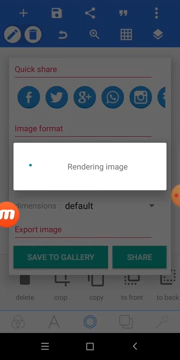 Quick share
Image format
Rendering image
dimensions default
Export image
SAVE TO GALLERY SHARE
delete crop copy to front to back